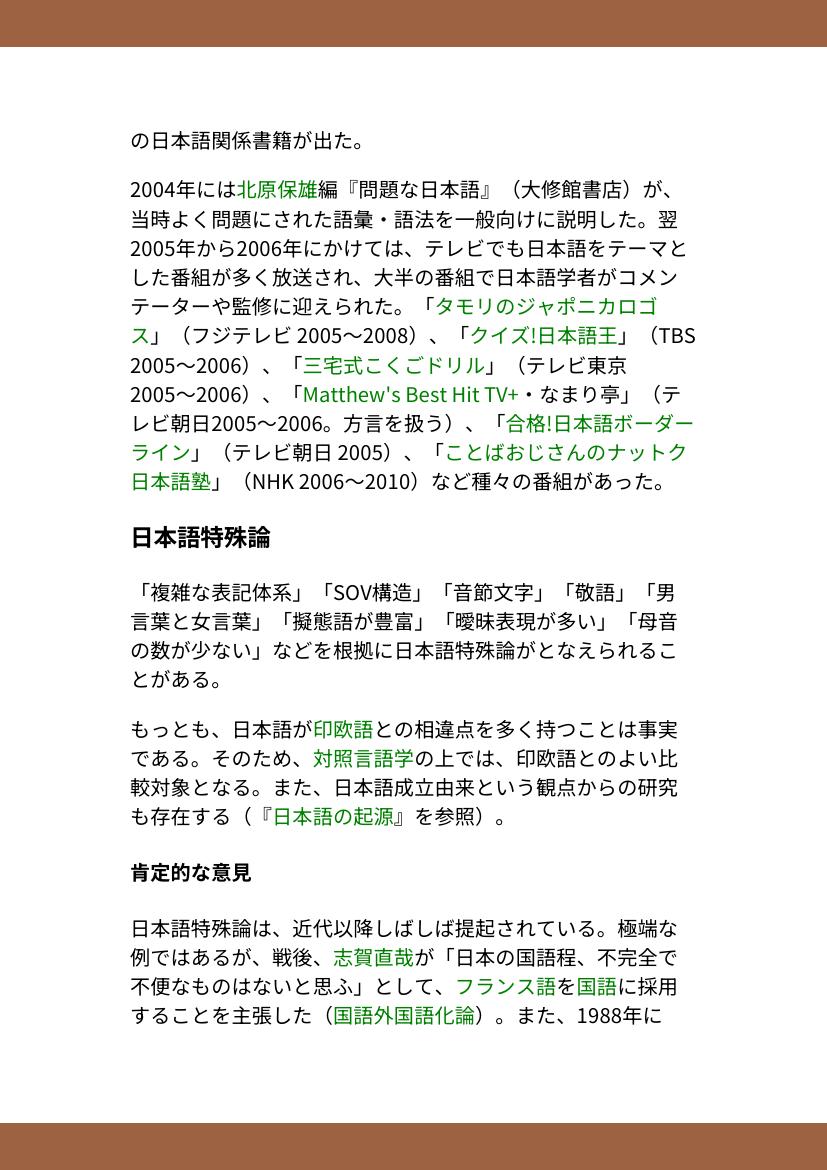 の日本語関係書籍が出た。
2004年には北原保雄編『問題な日本語』（大修館書店）が、
当時よく問題にされた語彙・語法を一般向けに説明した。翌
2005年から2006年にかけては、テレビでも日本語をテーマと
した番組が多く放送され、大半の番組で日本語学者がコメン
テーターや監修に迎えられた。「タモリのジャポニカロゴ
ス」（フジテレビ 2005〜2008）、「クイズ!日本語王」（TBS
2005〜2006）、「三宅式こくごドリル」（テレビ東京
2005〜2006）、「Matthew's Best Hit TV+・なまり亭」（テ
レビ朝日2005〜2006。方言を扱う）、「合格!日本語ボーダー
ライン」（テレビ朝日 2005）、「ことばおじさんのナットク
日本語塾」（NHK 2006〜2010）など種々の番組があった。
日本語特殊論
「複雑な表記体系」「SOV構造」「音節文字」「敬語」「男
言葉と女言葉」「擬態語が豊富」「曖昧表現が多い」「母音
の数が少ない」などを根拠に日本語特殊論がとなえられるこ
とがある。
もっとも、日本語が印欧語との相違点を多く持つことは事実
である。そのため、対照言語学の上では、印欧語とのよい比
較対象となる。また、日本語成立由来という観点からの研究
も存在する（『日本語の起源』を参照）。
肯定的な意見
日本語特殊論は、近代以降しばしば提起されている。極端な
例ではあるが、戦後、志賀直哉が「日本の国語程、不完全で
不便なものはないと思ふ」として、フランス語を国語に採用
することを主張した（国語外国語化論）。また、1988年に